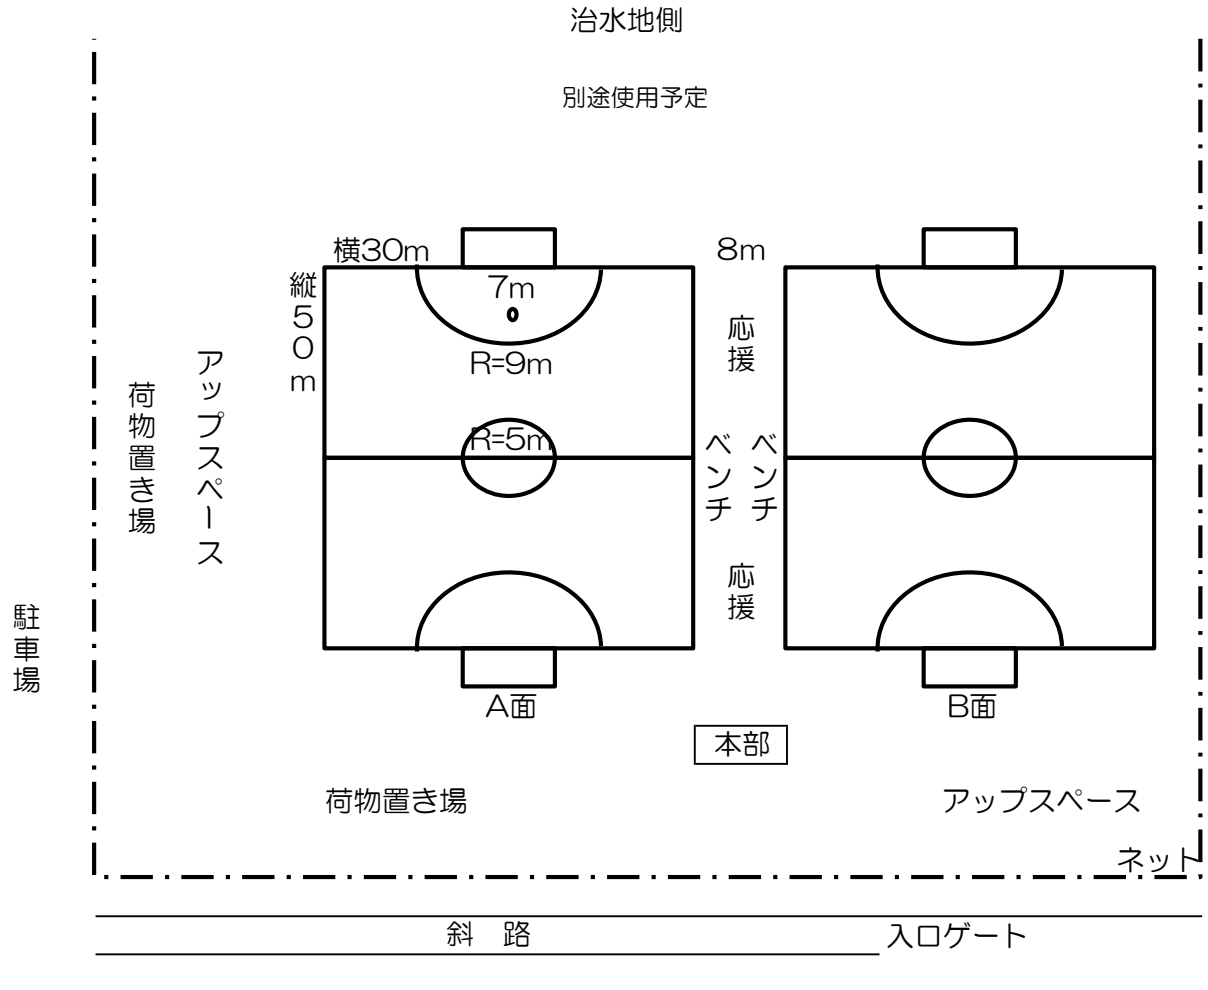 治水地側
別途使用予定
横30m
8m
縦50m
7m
R=9m
R=5m
応援
ベンチ
ベンチ
応援
アップスペース
荷物置き場
駐車場
A面
B面
本部
荷物置き場
アップスペース
ネット
斜　路
入口ゲート